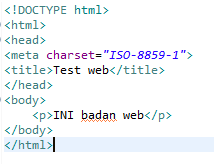 <!DOCTYPE html>
<html>
<head>
<meta charset="ISO-8859-1">
<title>Test web</title>
</head>
<body>
    <p>INI badan web</p>
</body>
</html>